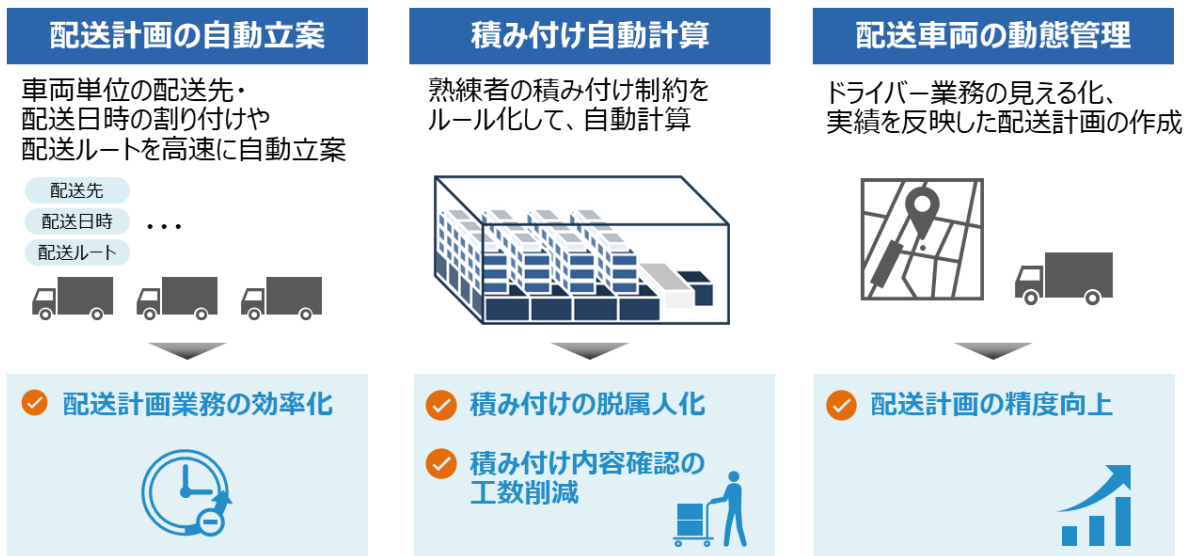 配送計画の自動立案
車両単位の配送先・
配送日時の割り付けや
配送ルートを高速に自動立案
配送先
配送日時
・・・
配送ルート
配送計画業務の効率化
積み付け自動計算
熟練者の積み付け制約を
ルール化して、自動計算
積み付けの脱属人化
積み付け内容確認の
工数削減
配送車両の動態管理
ドライバー業務の見える化、
実績を反映した配送計画の作成
配送計画の精度向上